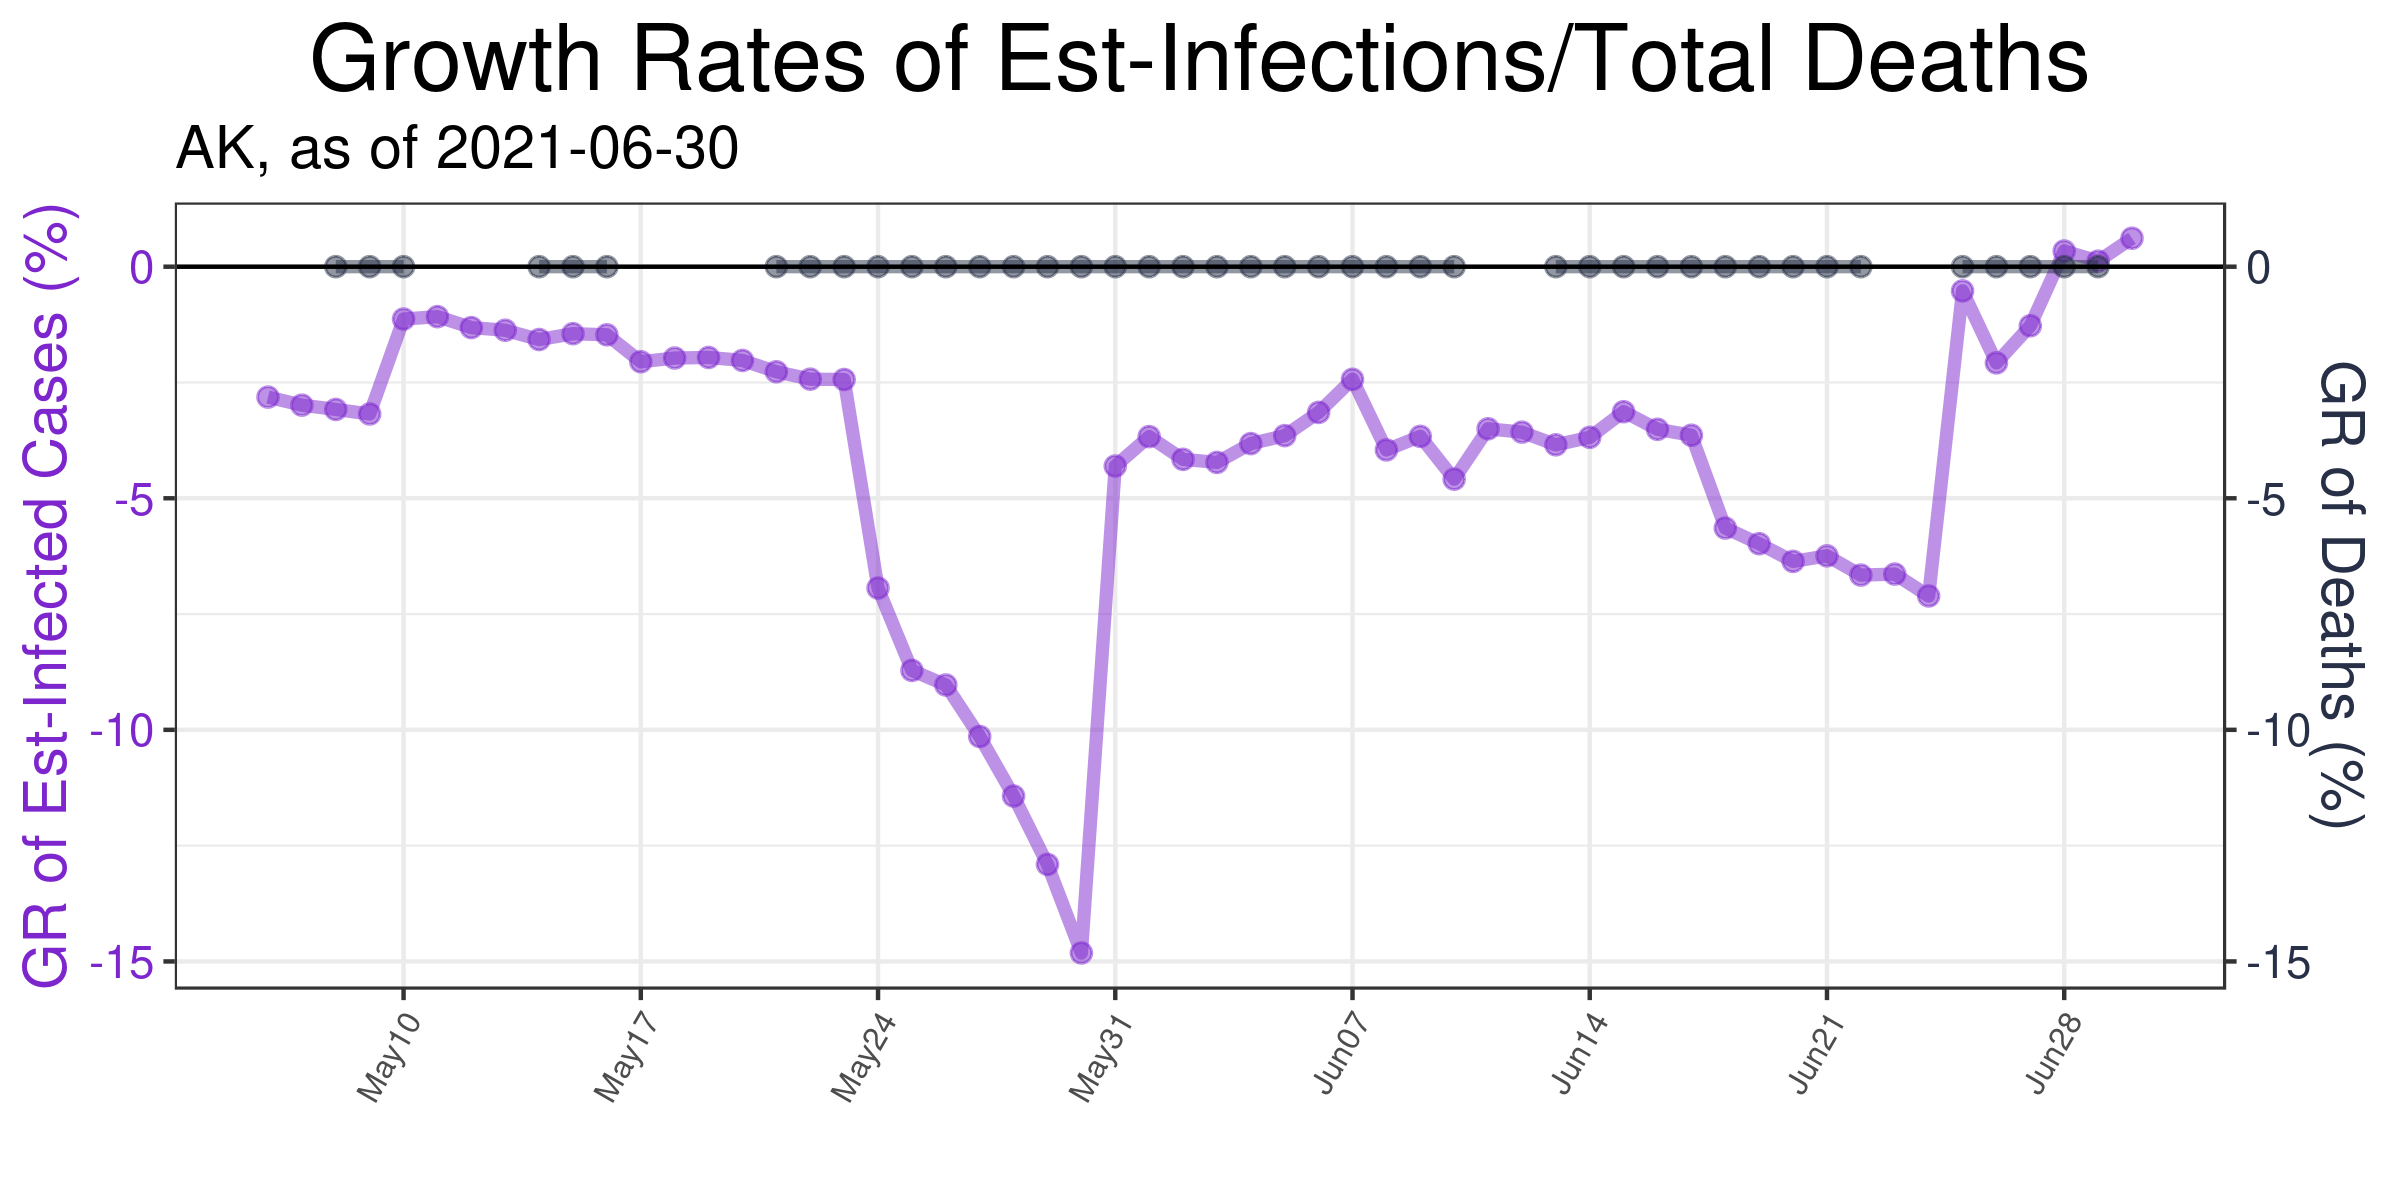 Growth Rates of Est-Infections/Total Deaths
AK, as of 2021-06-30
GR of Est-Infected Cases (%)
0
-5
-10
-15
0
-5
-10
-15
GR of Deaths (%)
May10
May17
May24
May31
Jun07
Jun14
Jun21
Jun28